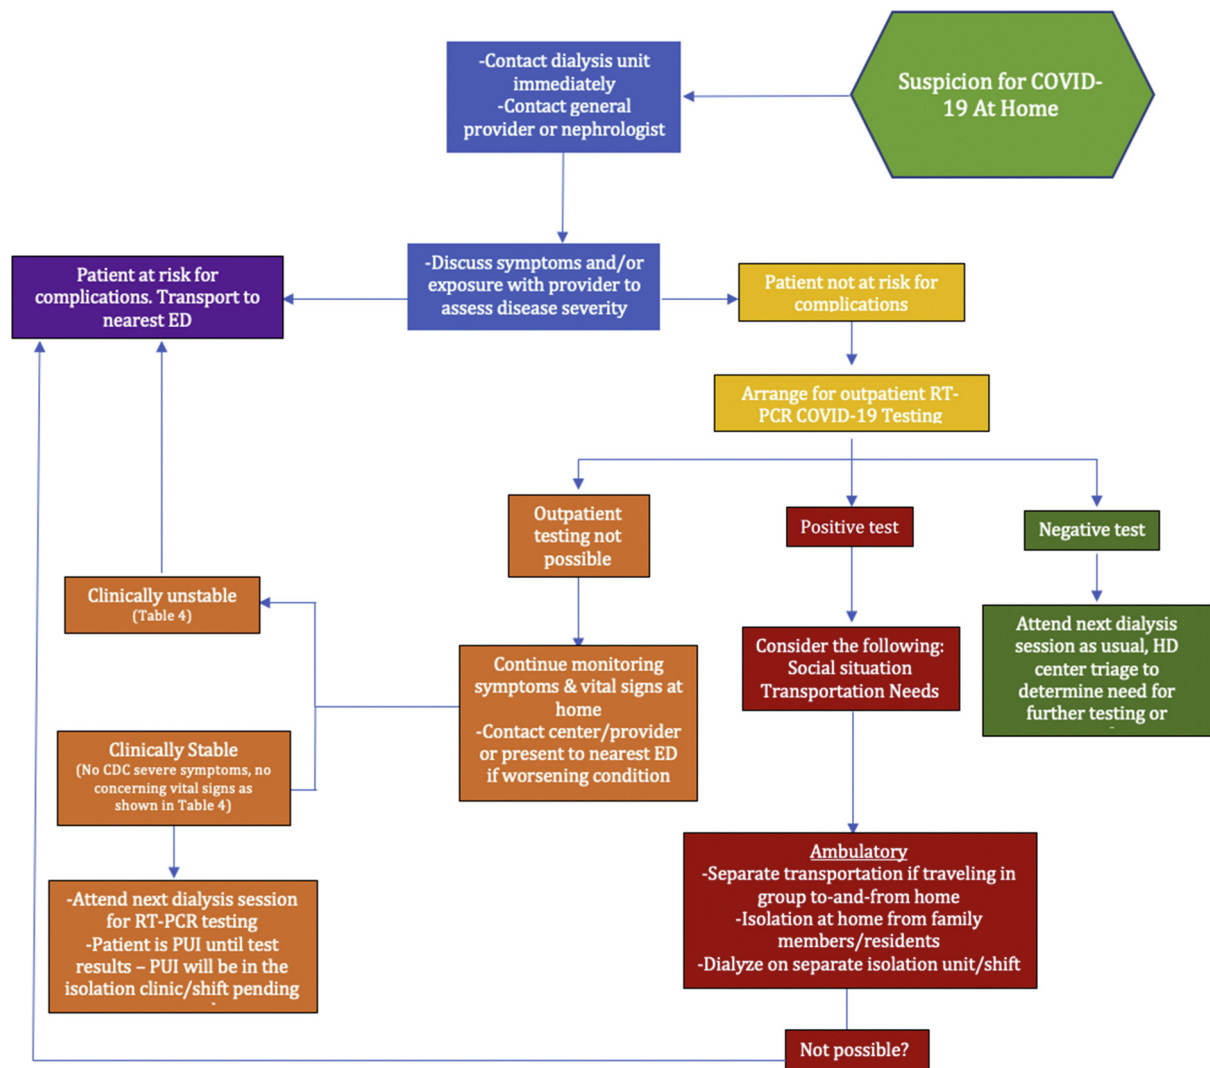 Suspicion for COVID-
19 At Home
-Contact dialysis unit
immediately
-Contact general
provider or nephrologist
-Discuss symptoms and/or
exposure with provider to
assess disease severity
Patient at risk for
complications. Transport to
nearest ED
Patient not at risk for
complications
Arrange for outpatient RT-
PCR COVID-19 Testing
Outpatient
testing not
possible
Positive test
Negative test
Clinically unstable
(Table 4)
Continue monitoring
symptoms & vital signs at
home
-Contact center/provider
or present to nearest ED
if worsening condition
Consider the following:
Social situation
Transportation Needs
Attend next dialysis
session as usual, HD
center triage to
determine need for
further testing or
Clinically Stable
(No CDC severe symptoms, no
concerning vital signs as
shown in Table 4)
-Attend next dialysis session
for RT-PCR testing
-Patient is PUI until test
results – PUI will be in the
isolation clinic/shift pending
Ambulatory
-Separate transportation if traveling in
group to-and-from home
-Isolation at home from family
members/residents
-Dialyze on separate isolation unit/shift
Not possible?